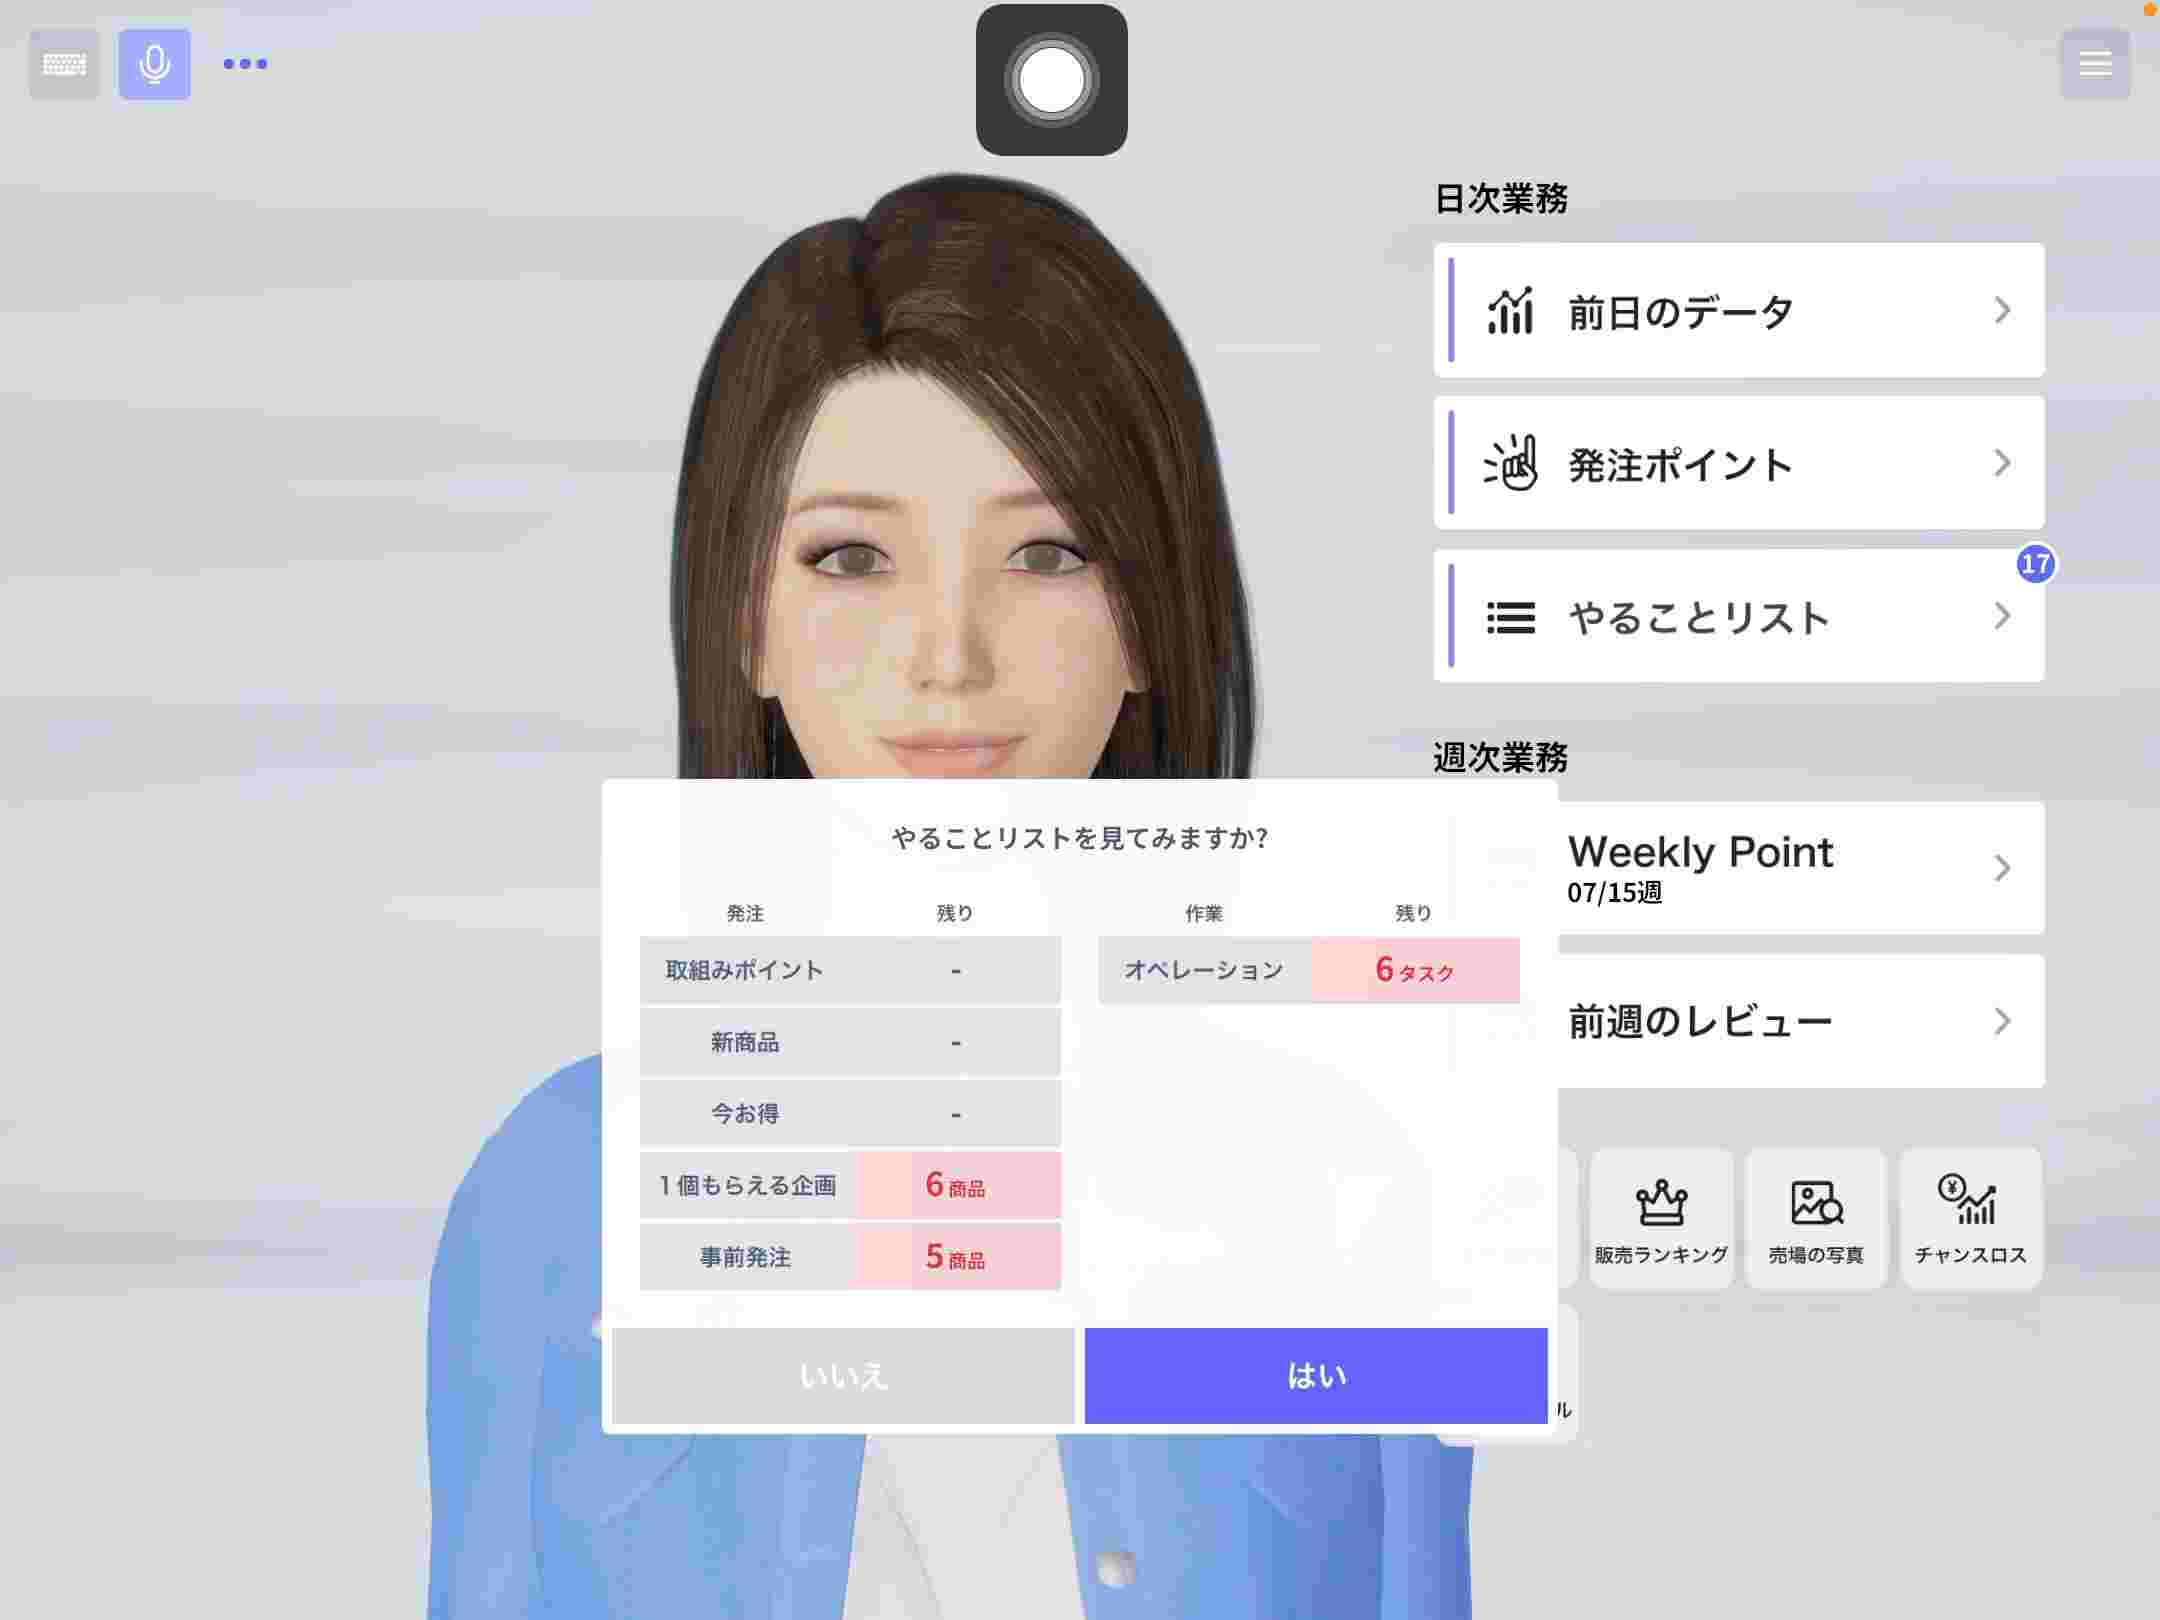 日次業務
前日のデータ
発注ポイント
17
やることリスト
週次業務
Weekly Point
07/15週
前週のレビュー
やることリストを見てみますか?
発注 残り
取組みポイント -
新商品 -
今お得 -
1個もらえる企画 6商品
事前発注 5商品
作業 残り
オペレーション 6タスク
いいえ
はい
販売ランキング
売場の写真
チャンスロス
ル